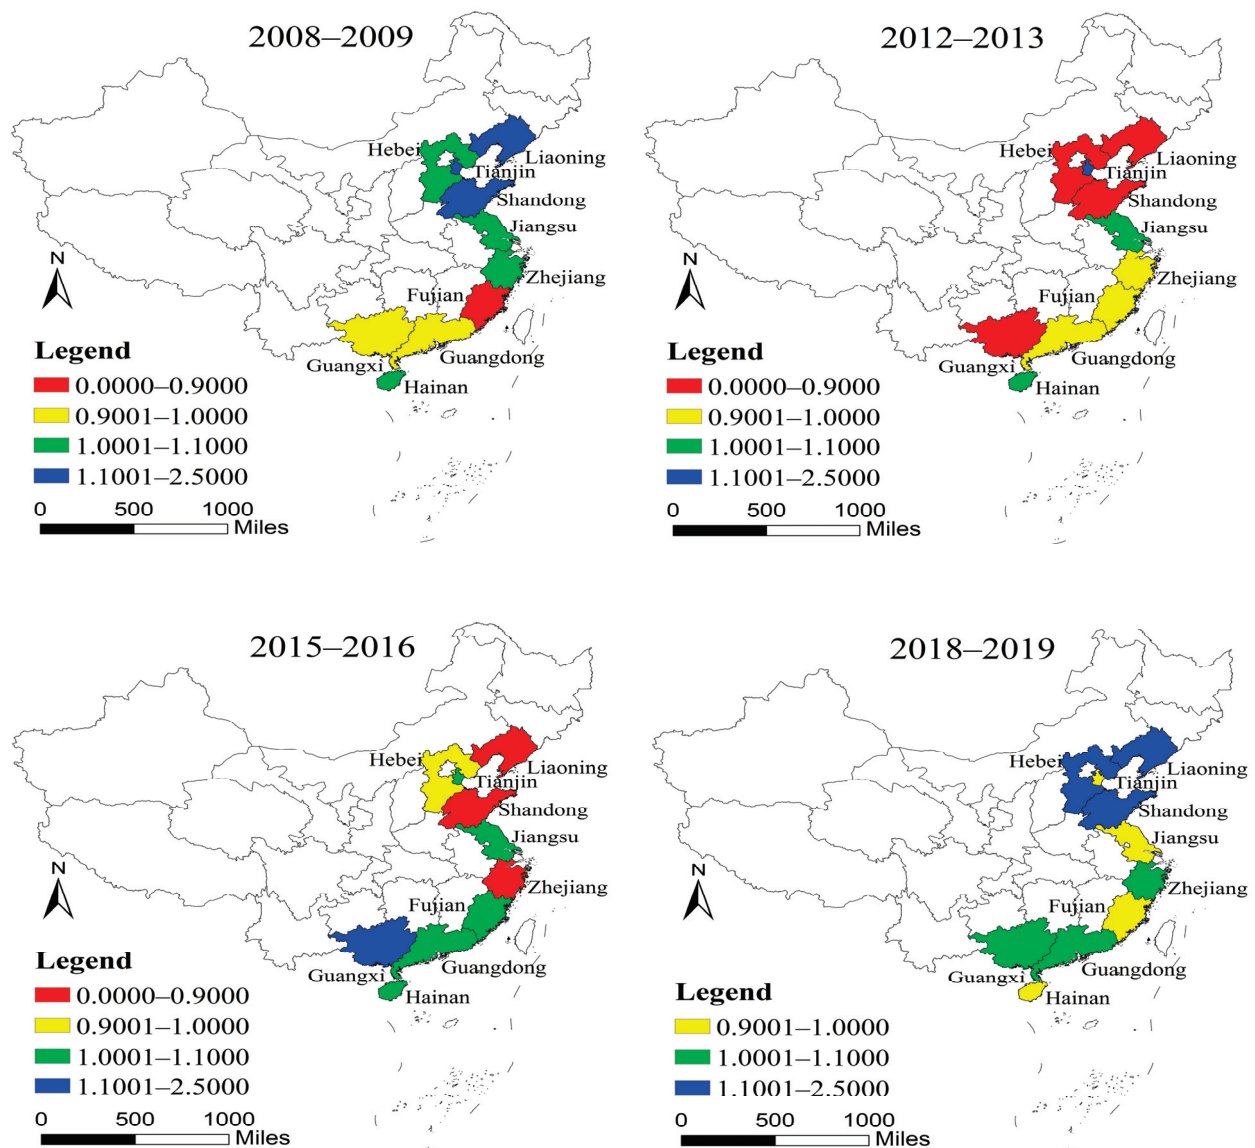 2008–2009
Hebei
Liaoning
Tianjin
Shandong
Jiangsu
Zhejiang
Fujian
Guangdong
Guangxi
Hainan
N
Legend
0.0000–0.9000
0.9001–1.0000
1.0001–1.1000
1.1001–2.5000
0 500 1000 Miles
2012–2013
Hebei
Liaoning
Tianjin
Shandong
Jiangsu
Zhejiang
Fujian
Guangdong
Guangxi
Hainan
N
Legend
0.0000–0.9000
0.9001–1.0000
1.0001–1.1000
1.1001–2.5000
0 500 1000 Miles
2015–2016
Hebei
Liaoning
Tianjin
Shandong
Jiangsu
Zhejiang
Fujian
Guangdong
Guangxi
Hainan
N
Legend
0.0000–0.9000
0.9001–1.0000
1.0001–1.1000
1.1001–2.5000
0 500 1000 Miles
2018–2019
Hebei
Liaoning
Tianjin
Shandong
Jiangsu
Zhejiang
Fujian
Guangdong
Guangxi
Hainan
N
Legend
0.9001–1.0000
1.0001–1.1000
1.1001–2.5000
0 500 1000 Miles